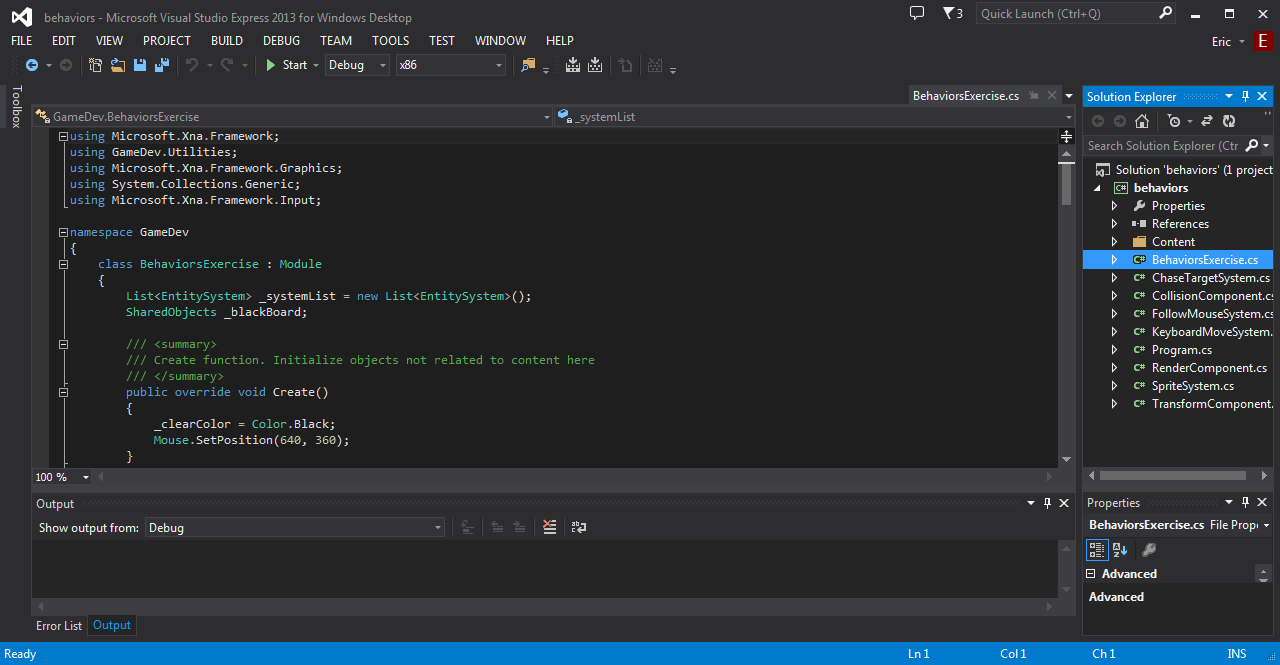 behaviors - Microsoft Visual Studio Express 2013 for Windows Desktop
3
Quick Launch (Ctrl+Q)
FILE EDIT VIEW PROJECT BUILD DEBUG TEAM TOOLS TEST WINDOW HELP
Eric E
Start Debug x86
Toolbox
BehaviorsExercise.cs
GameDev.BehaviorsExercise
_systemList
using Microsoft.Xna.Framework;
using GameDev.Utilities;
using Microsoft.Xna.Framework.Graphics;
using System.Collections.Generic;
using Microsoft.Xna.Framework.Input;
namespace GameDev
{
class BehaviorsExercise : Module
{
List<EntitySystem> _systemList = new List<EntitySystem>();
SharedObjects _blackBoard;
/// <summary>
/// Create function. Initialize objects not related to content here
/// </summary>
public override void Create()
{
_clearColor = Color.Black;
Mouse.SetPosition(640, 360);
}
100 %
Output
Show output from: Debug
Error List Output
Solution Explorer
Search Solution Explorer (Ctr
Solution 'behaviors' (1 project
C# behaviors
Properties
References
Content
C# BehaviorsExercise.cs
C# ChaseTargetSystem.cs
C# CollisionComponent.cs
C# FollowMouseSystem.cs
C# KeyboardMoveSystem.
C# Program.cs
C# RenderComponent.cs
C# SpriteSystem.cs
C# TransformComponent.
Properties
BehaviorsExercise.cs File Prope
Advanced
Advanced
Ready Ln 1 Col 1 Ch 1 INS